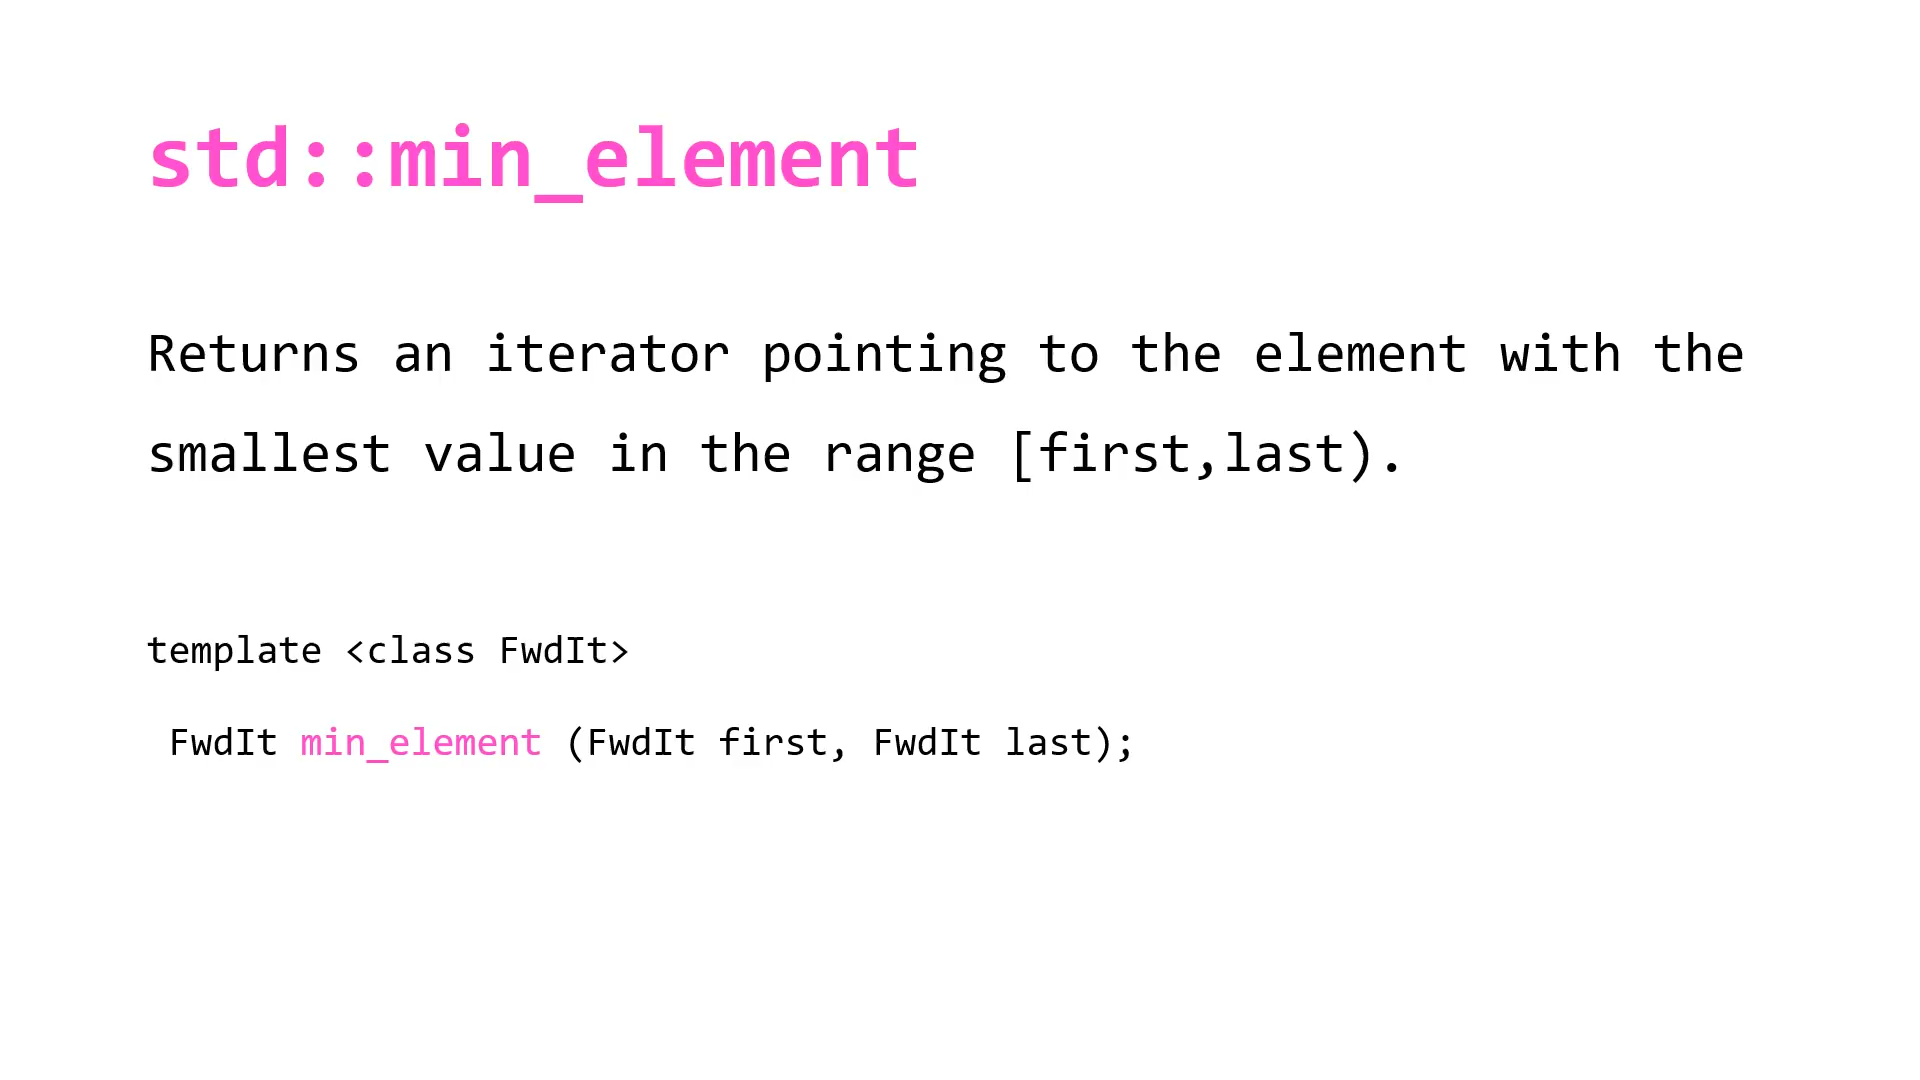 std::min_element
Returns an iterator pointing to the element with the
smallest value in the range [first,last).
template <class FwdIt>
FwdIt min_element (FwdIt first, FwdIt last);